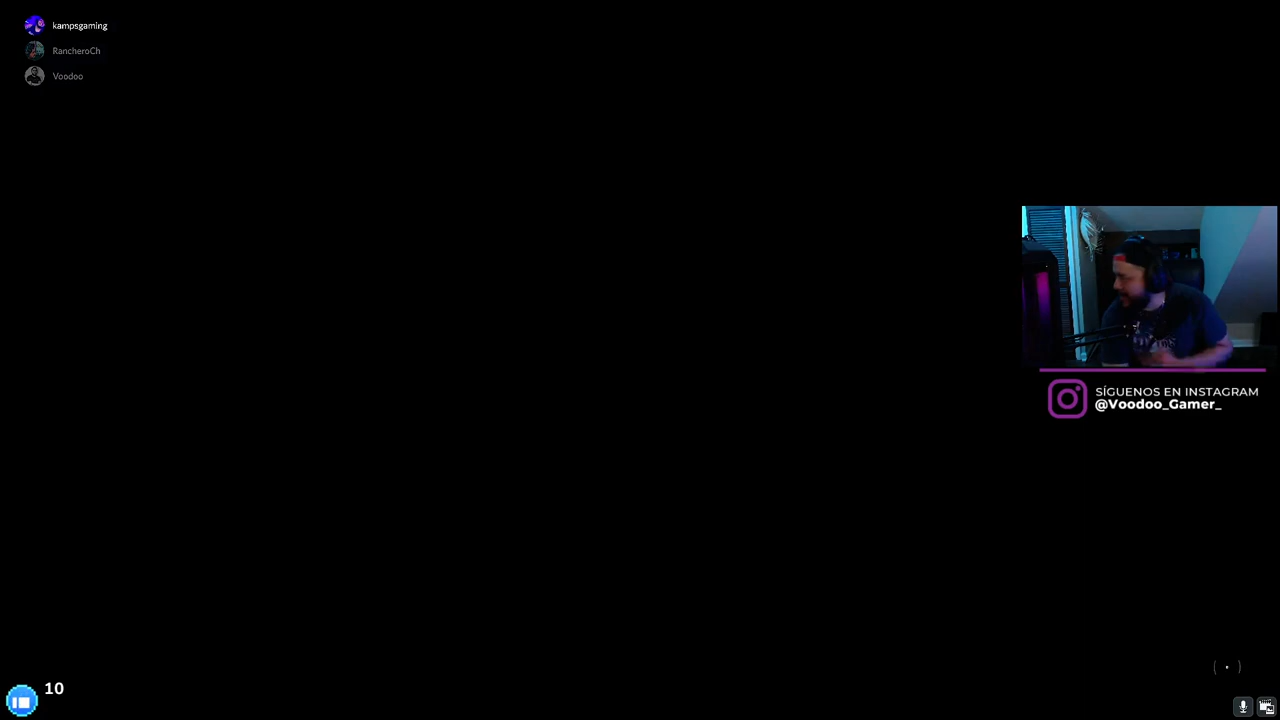 kampsgaming
RancheroCh
Voodoo
SÍGUENOS EN INSTAGRAM
@Voodoo_Gamer_
10